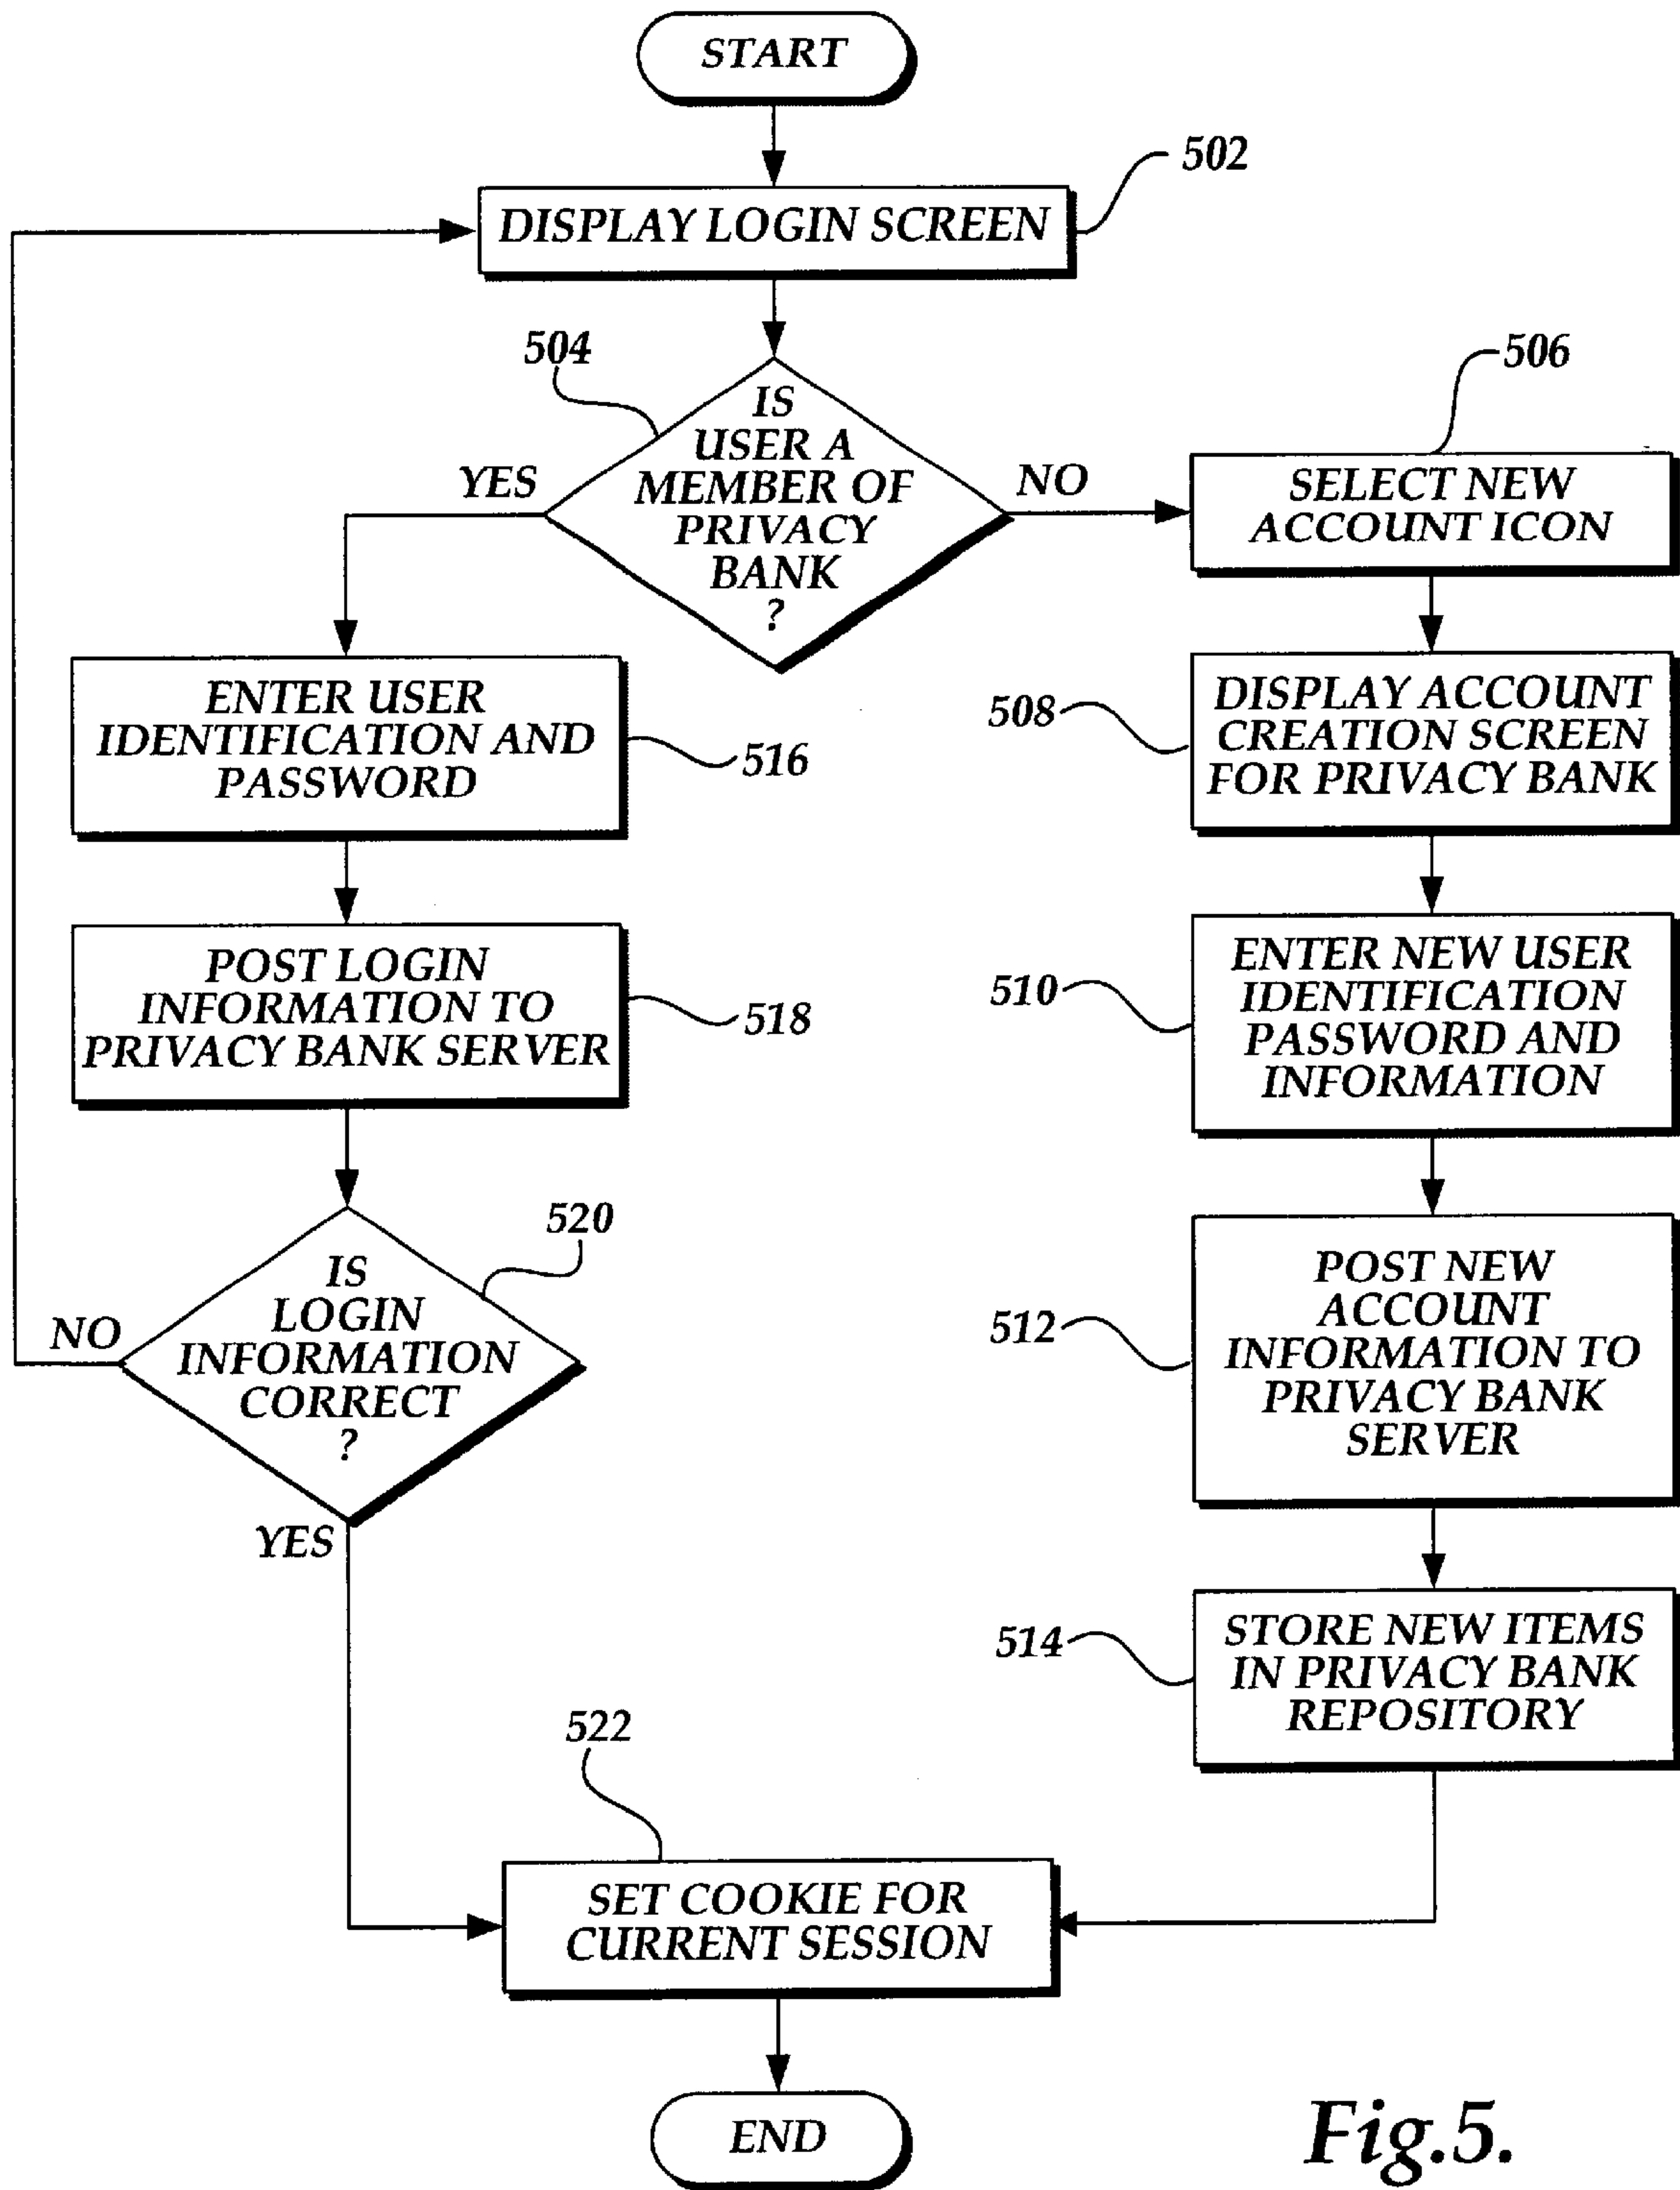 START
502
DISPLAY LOGIN SCREEN
504
IS
USER A
MEMBER OF
PRIVACY
BANK
?
YES
NO
506
SELECT NEW
ACCOUNT ICON
ENTER USER
IDENTIFICATION AND
PASSWORD
516
508
DISPLAY ACCOUNT
CREATION SCREEN
FOR PRIVACY BANK
POST LOGIN
INFORMATION TO
PRIVACY BANK SERVER
518
510
ENTER NEW USER
IDENTIFICATION
PASSWORD AND
INFORMATION
520
IS
LOGIN
INFORMATION
CORRECT
?
NO
YES
512
POST NEW
ACCOUNT
INFORMATION TO
PRIVACY BANK
SERVER
514
STORE NEW ITEMS
IN PRIVACY BANK
REPOSITORY
522
SET COOKIE FOR
CURRENT SESSION
END
Fig.5.